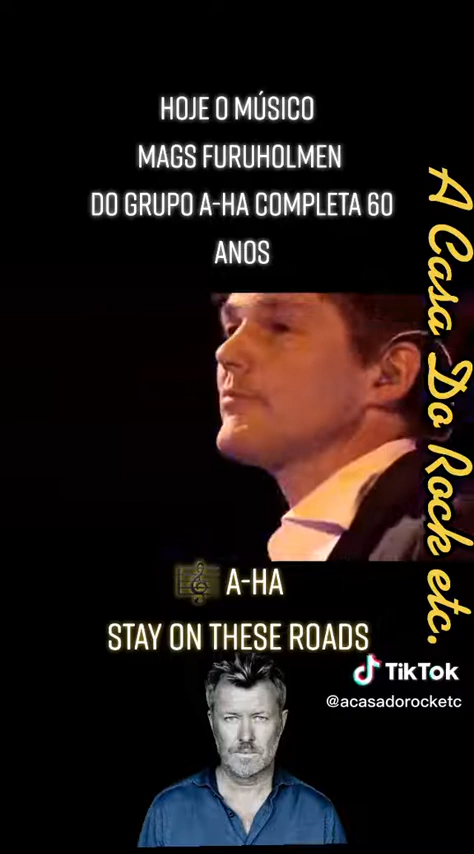 HOJE O MÚSICO
MAGS FURUHOLMEN
DO GRUPO A-HA COMPLETA 60
ANOS
A Casa Do Rock etc.
A-HA
STAY ON THESE ROADS
TikTok
@acasadorocketc